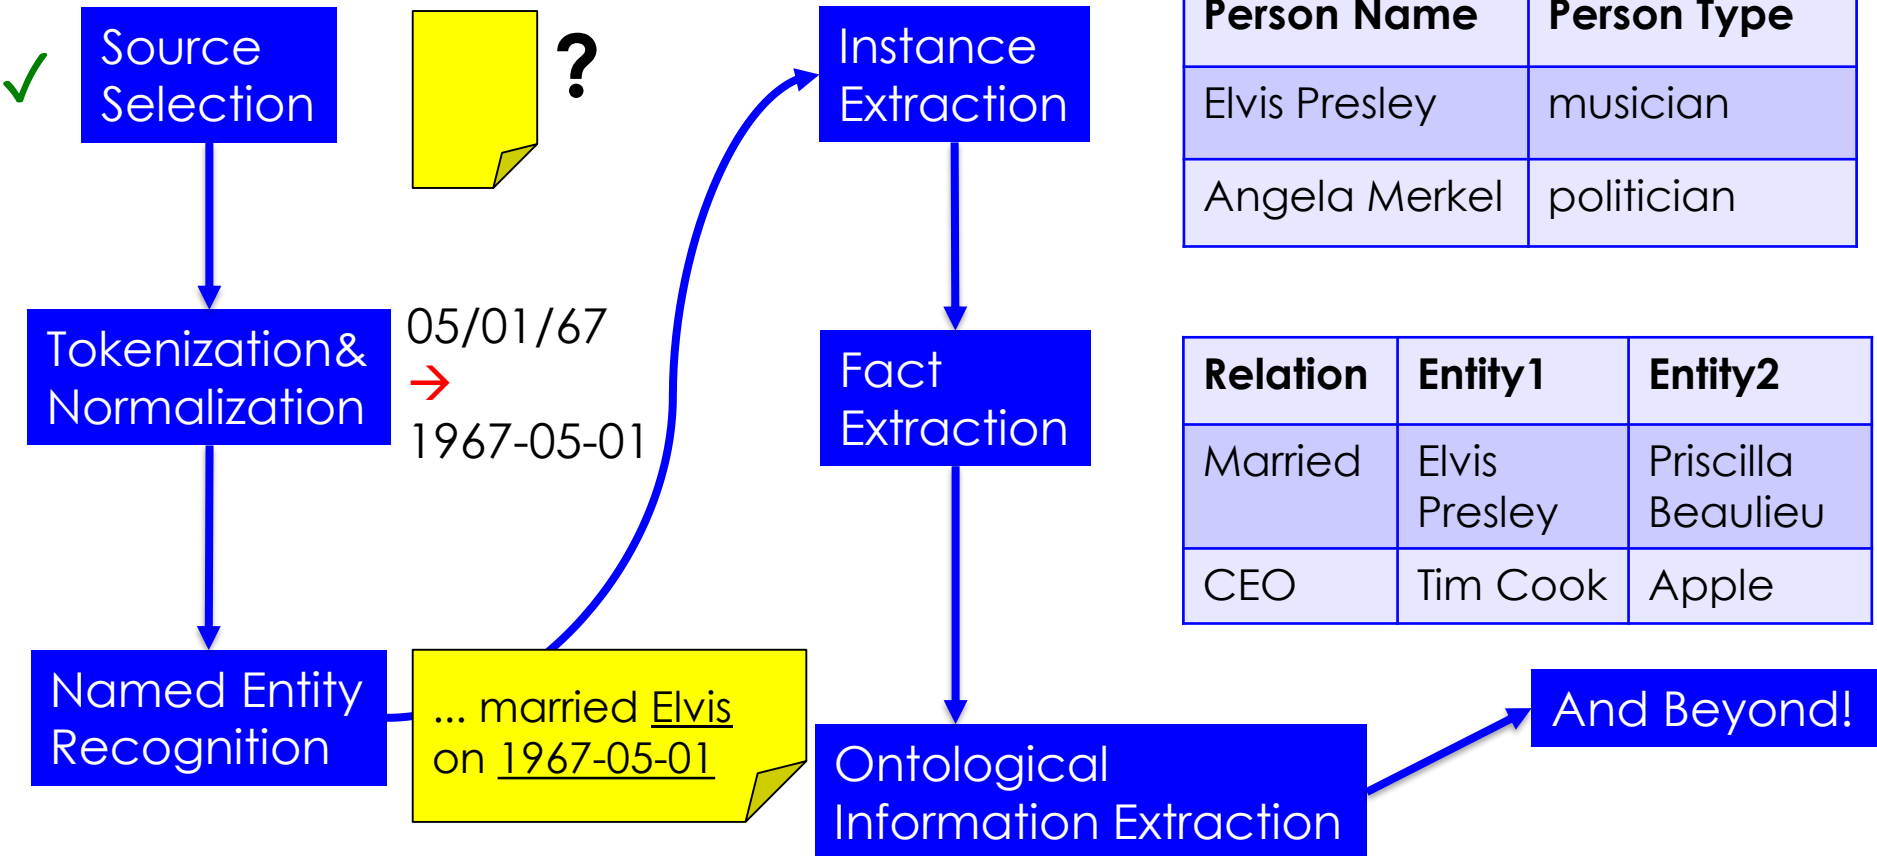 ✓
Source
Selection
?
Tokenization&
Normalization
05/01/67
→
1967-05-01
Named Entity
Recognition
... married Elvis
on 1967-05-01
Instance
Extraction
Fact
Extraction
Ontological
Information Extraction
And Beyond!
Person Name Person Type
Elvis Presley musician
Angela Merkel politician
Relation Entity1 Entity2
Married Elvis Priscilla
Presley Beaulieu
CEO Tim Cook Apple